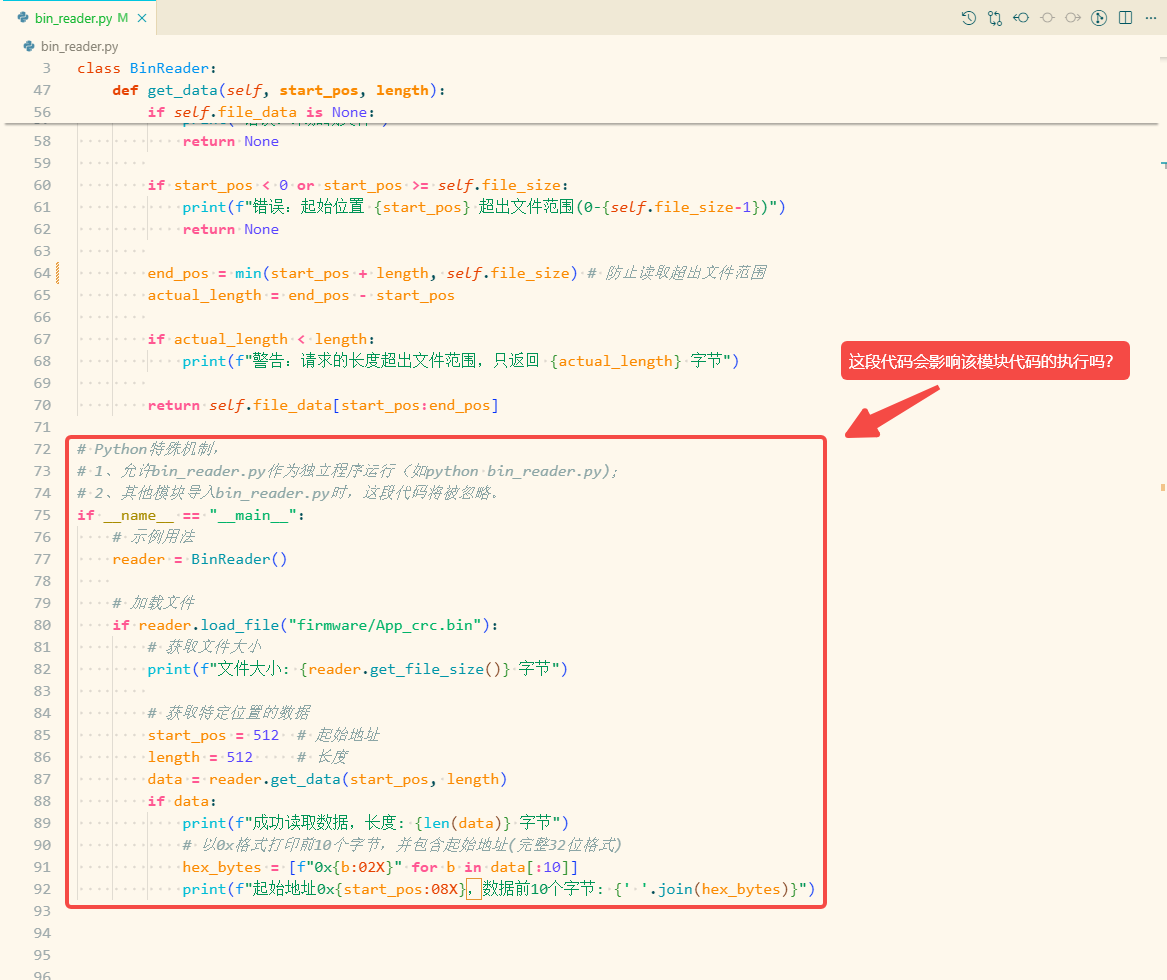 bin_reader.py M
bin_reader.py
3 class BinReader:
47 def get_data(self, start_pos, length):
56 if self.file_data is None:
58 return None
59
60 if start_pos < 0 or start_pos >= self.file_size:
61 print(f"错误：起始位置 {start_pos} 超出文件范围(0-{self.file_size-1})")
62 return None
63
64 end_pos = min(start_pos + length, self.file_size) # 防止读取超出文件范围
65 actual_length = end_pos - start_pos
66
67 if actual_length < length:
68 print(f"警告：请求的长度超出文件范围，只返回 {actual_length} 字节")
69
70 return self.file_data[start_pos:end_pos]
71
这段代码会影响该模块代码的执行吗？
72 # Python特殊机制，
73 # 1、允许bin_reader.py作为独立程序运行（如python bin_reader.py);
74 # 2、其他模块导入bin_reader.py时，这段代码将被忽略。
75 if __name__ == "__main__":
76 # 示例用法
77 reader = BinReader()
78
79 # 加载文件
80 if reader.load_file("firmware/App_crc.bin"):
81 # 获取文件大小
82 print(f"文件大小: {reader.get_file_size()} 字节")
83
84 # 获取特定位置的数据
85 start_pos = 512 # 起始地址
86 length = 512 # 长度
87 data = reader.get_data(start_pos, length)
88 if data:
89 print(f"成功读取数据，长度: {len(data)} 字节")
90 # 以0x格式打印前10个字节，并包含起始地址(完整32位格式)
91 hex_bytes = [f"0x{b:02X}" for b in data[:10]]
92 print(f"起始地址0x{start_pos:08X}，数据前10个字节: {' '.join(hex_bytes)}")
93
94
95
96